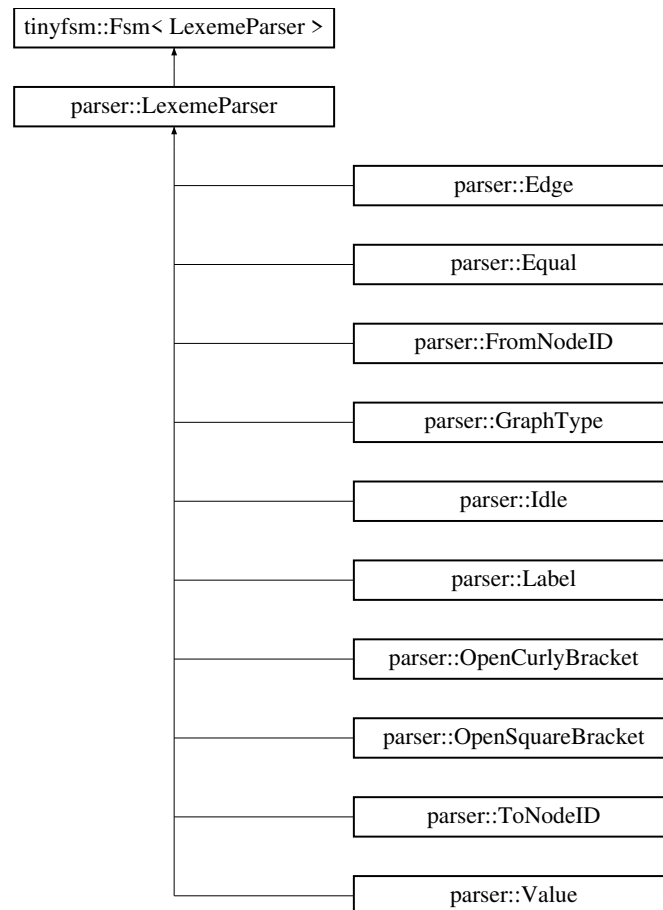 tinyfsm::Fsm< LexemeParser >
parser::LexemeParser
parser::Edge
parser::Equal
parser::FromNodeID
parser::GraphType
parser::Idle
parser::Label
parser::OpenCurlyBracket
parser::OpenSquareBracket
parser::ToNodeID
parser::Value